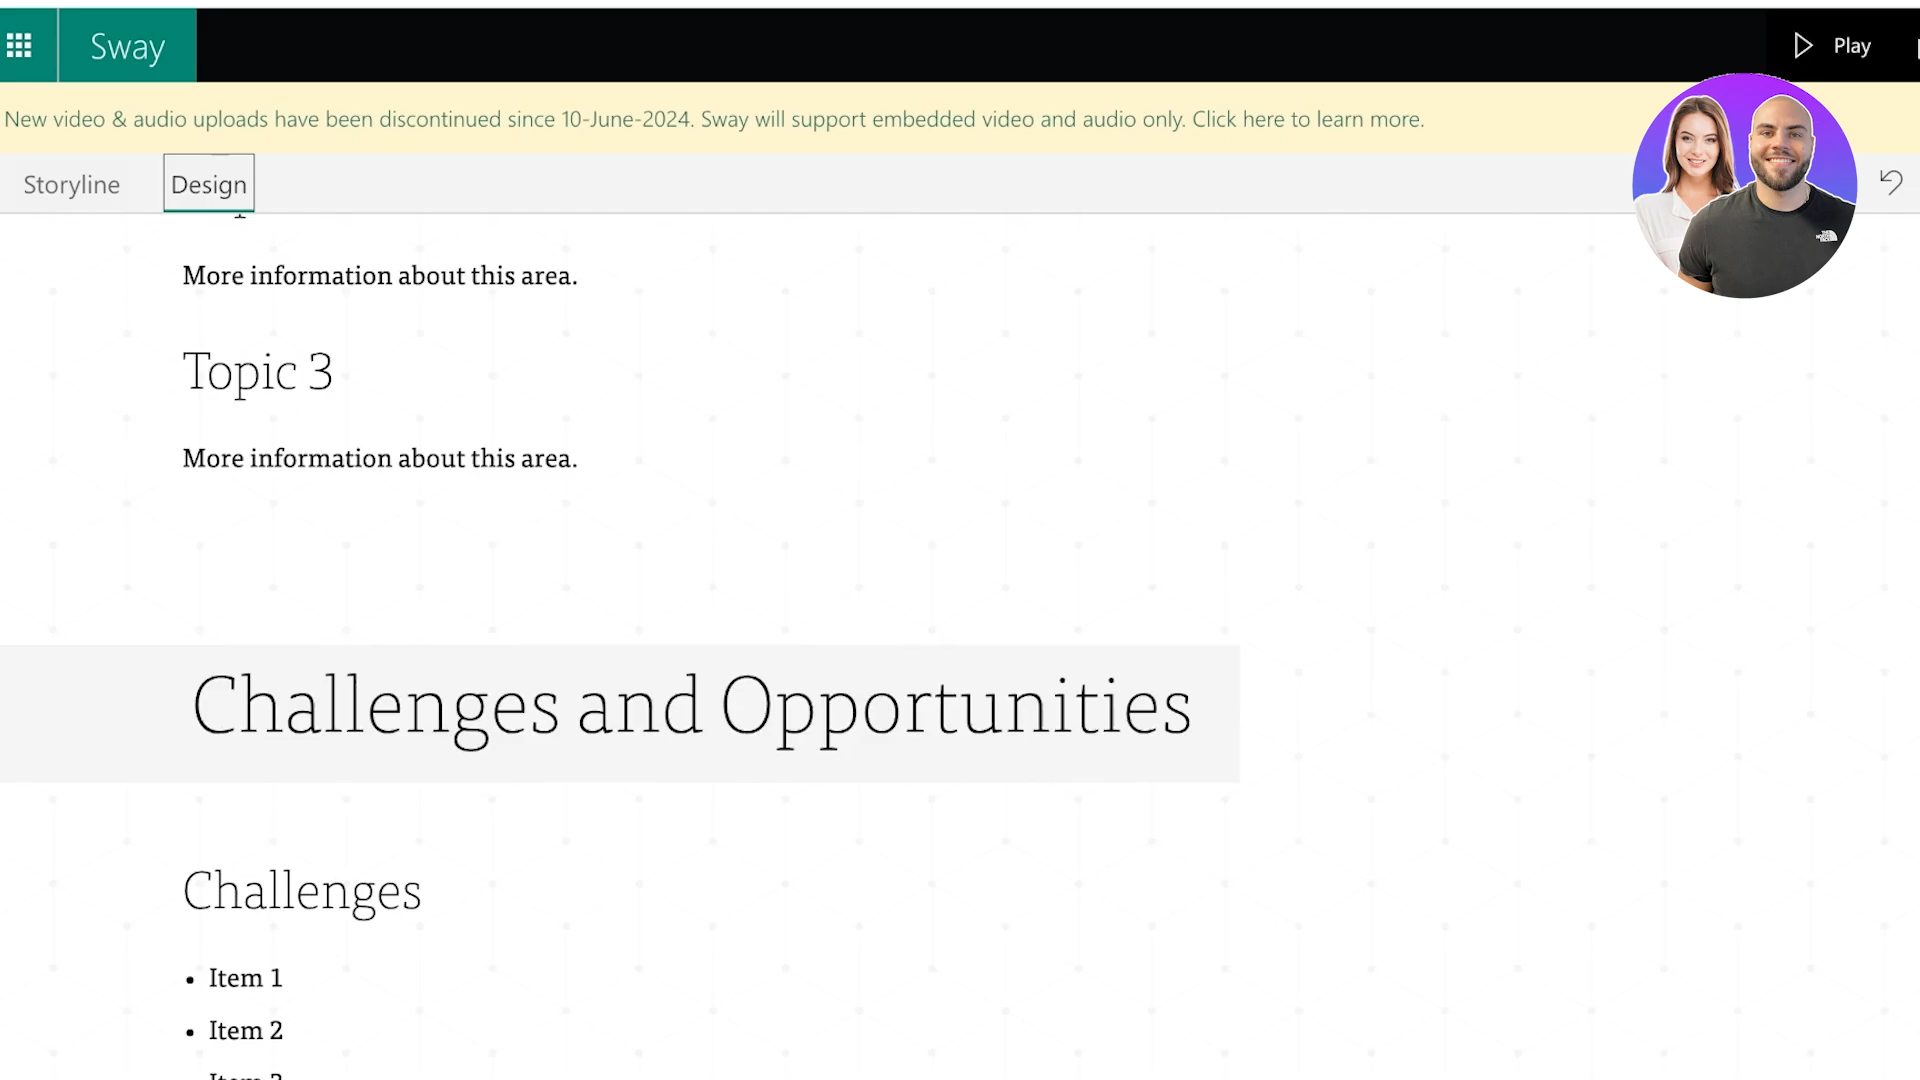 Sway
Play
New video & audio uploads have been discontinued since 10-June-2024. Sway will support embedded video and audio only. Click here to learn more.
Storyline
Design
More information about this area.
Topic 3
More information about this area.
Challenges and Opportunities
Challenges
• Item 1
• Item 2